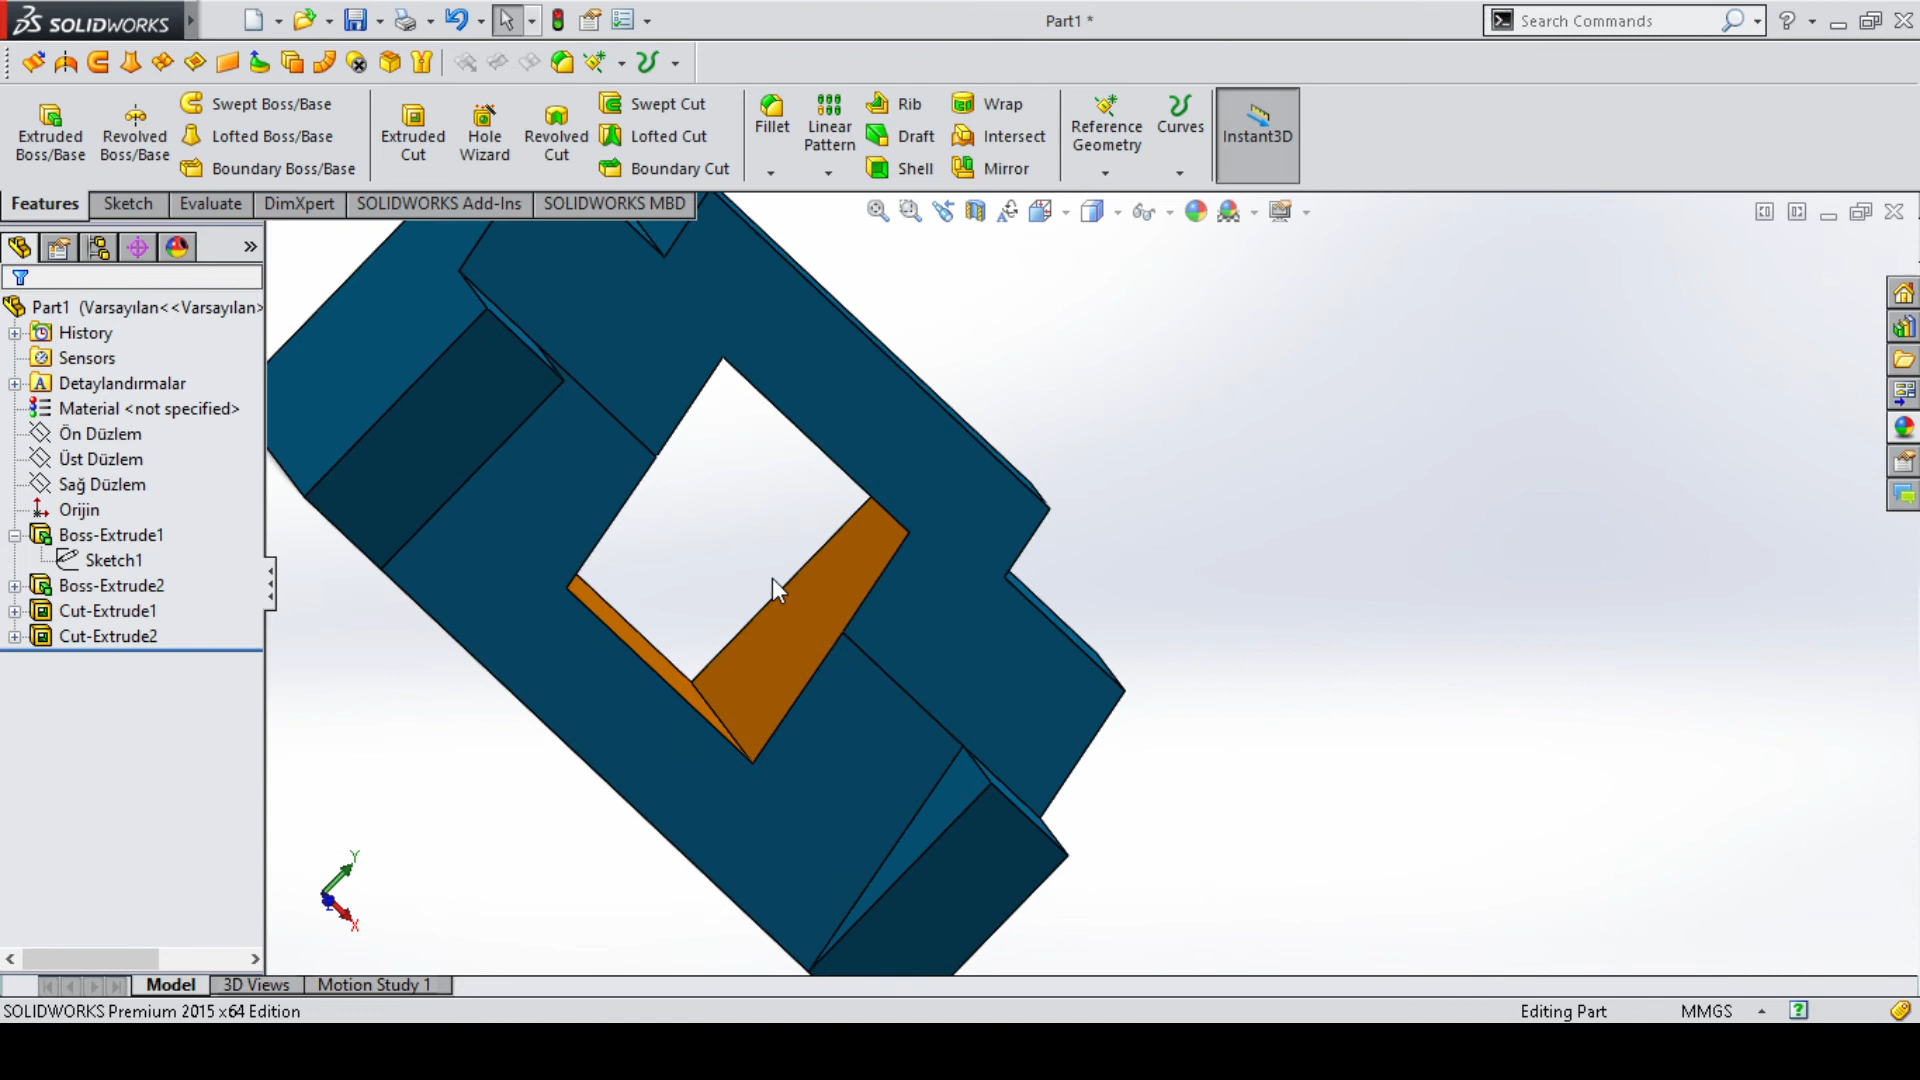 SOLIDWORKS
Part1 *
Search Commands
Extruded Boss/Base
Revolved Boss/Base
Swept Boss/Base
Lofted Boss/Base
Boundary Boss/Base
Extruded Cut
Hole Wizard
Revolved Cut
Swept Cut
Lofted Cut
Boundary Cut
Fillet
Linear Pattern
Rib
Draft
Shell
Wrap
Intersect
Mirror
Reference Geometry
Curves
Instant3D
Features Sketch Evaluate DimXpert SOLIDWORKS Add-Ins SOLIDWORKS MBD
Part1 (Varsayılan<<Varsayılan>
History
Sensors
Detaylandırmalar
Material <not specified>
Ön Düzlem
Üst Düzlem
Sağ Düzlem
Orijin
Boss-Extrude1
Sketch1
Boss-Extrude2
Cut-Extrude1
Cut-Extrude2
Y
X
Model 3D Views Motion Study 1
SOLIDWORKS Premium 2015 x64 Edition
Editing Part
MMGS